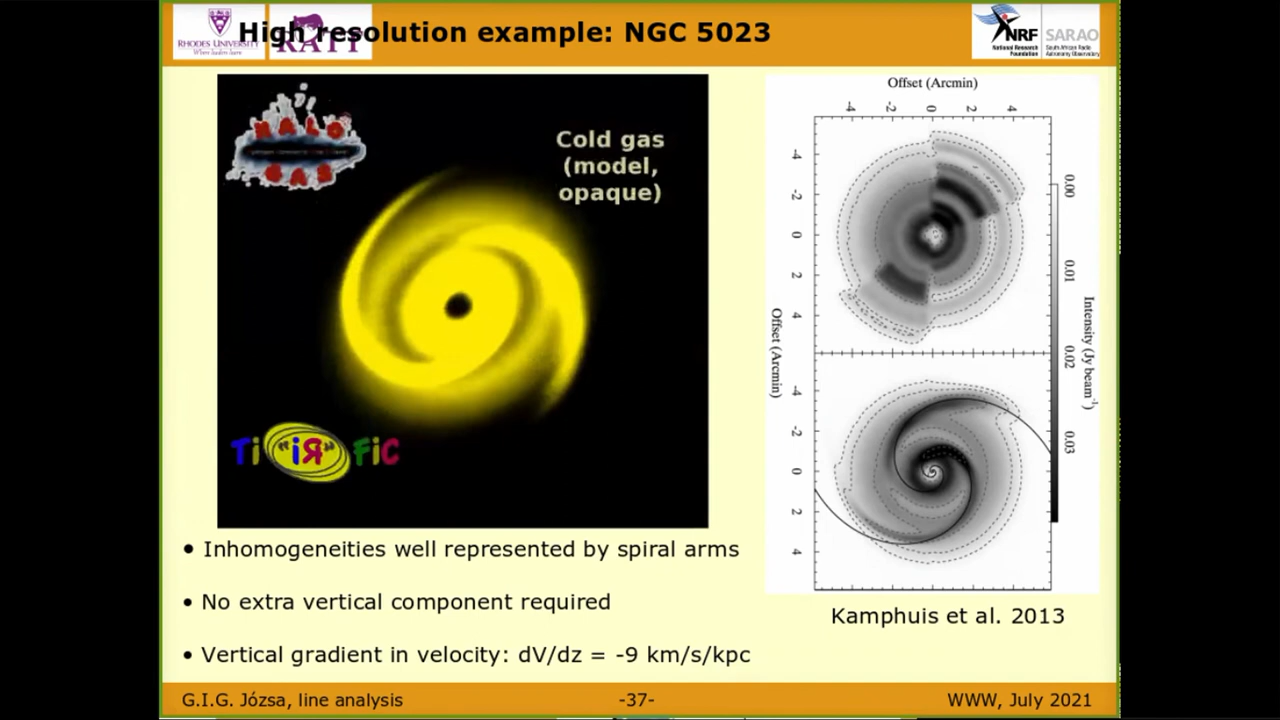 High resolution example: NGC 5023
RHODES UNIVERSITY
Where leaders learn
RATT
NRF
National Research
Foundation
SARAO
South African Radio
Astronomy Observatory
HALO
GAS
Cold gas
(model,
opaque)
Ti "iR" FiC
Offset (Arcmin)
-4 -2 0 2 4
-4
-2
0
2
4
-4
-2
0
2
4
Offset (Arcmin)
0.00
0.01
0.02
0.03
Intensity (Jy beam⁻¹)
Kamphuis et al. 2013
• Inhomogeneities well represented by spiral arms
• No extra vertical component required
• Vertical gradient in velocity: dV/dz = -9 km/s/kpc
G.I.G. Józsa, line analysis
-37-
WWW, July 2021